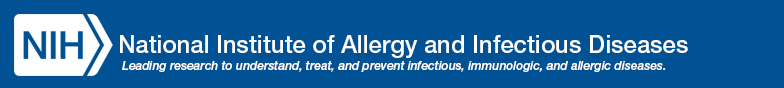 NIH National Institute of Allergy and Infectious Diseases
Leading research to understand, treat, and prevent infectious, immunologic, and allergic diseases.